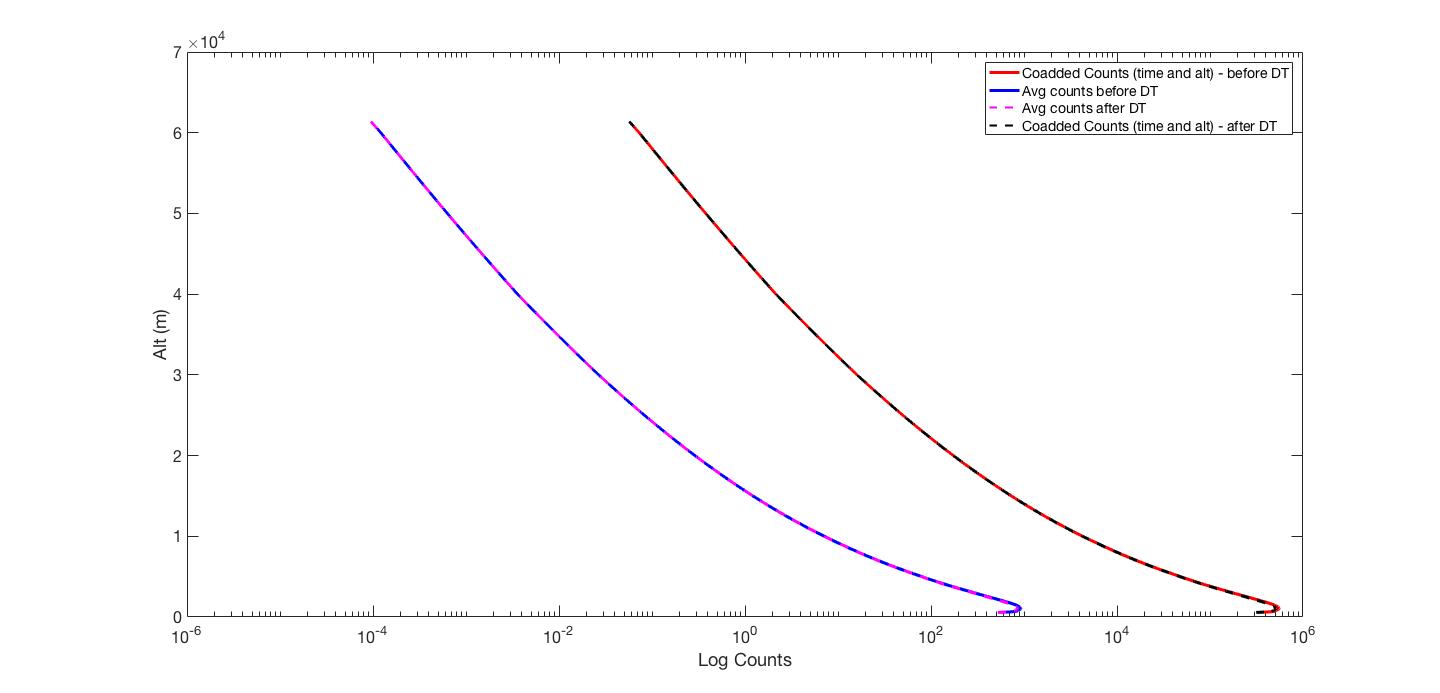 ×10^4
7
6
5
4
3
2
1
0
Alt (m)
Coadded Counts (time and alt) - before DT
Avg counts before DT
Avg counts after DT
Coadded Counts (time and alt) - after DT
10^-6 10^-4 10^-2 10^0 10^2 10^4 10^6
Log Counts